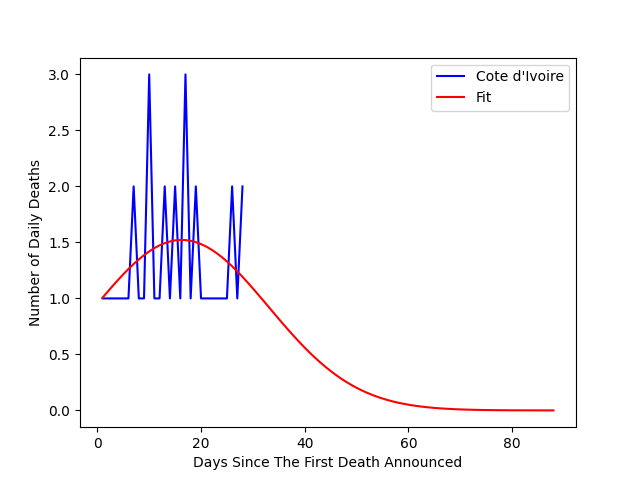 Cote d'Ivoire
Fit
Number of Daily Deaths
3.0
2.5
2.0
1.5
1.0
0.5
0.0
0 20 40 60 80
Days Since The First Death Announced